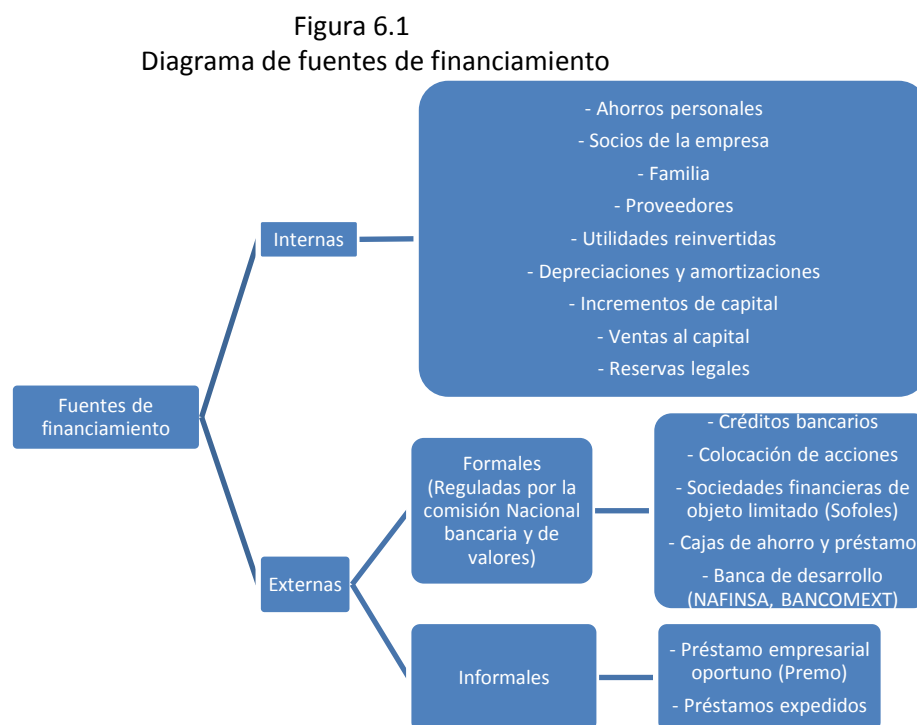 Figura 6.1
Diagrama de fuentes de financiamiento
- Ahorros personales
- Socios de la empresa
- Familia
- Proveedores
- Utilidades reinvertidas
- Depreciaciones y amortizaciones
- Incrementos de capital
- Ventas al capital
- Reservas legales
Internas
Fuentes de
financiamiento
Externas
Formales
(Reguladas por la
comisión Nacional
bancaria y de
valores)
- Créditos bancarios
- Colocación de acciones
- Sociedades financieras de
objeto limitado (Sofoles)
- Cajas de ahorro y préstamo
- Banca de desarrollo
(NAFINSA, BANCOMEXT)
Informales
- Préstamo empresarial
oportuno (Premo)
- Préstamos expedidos